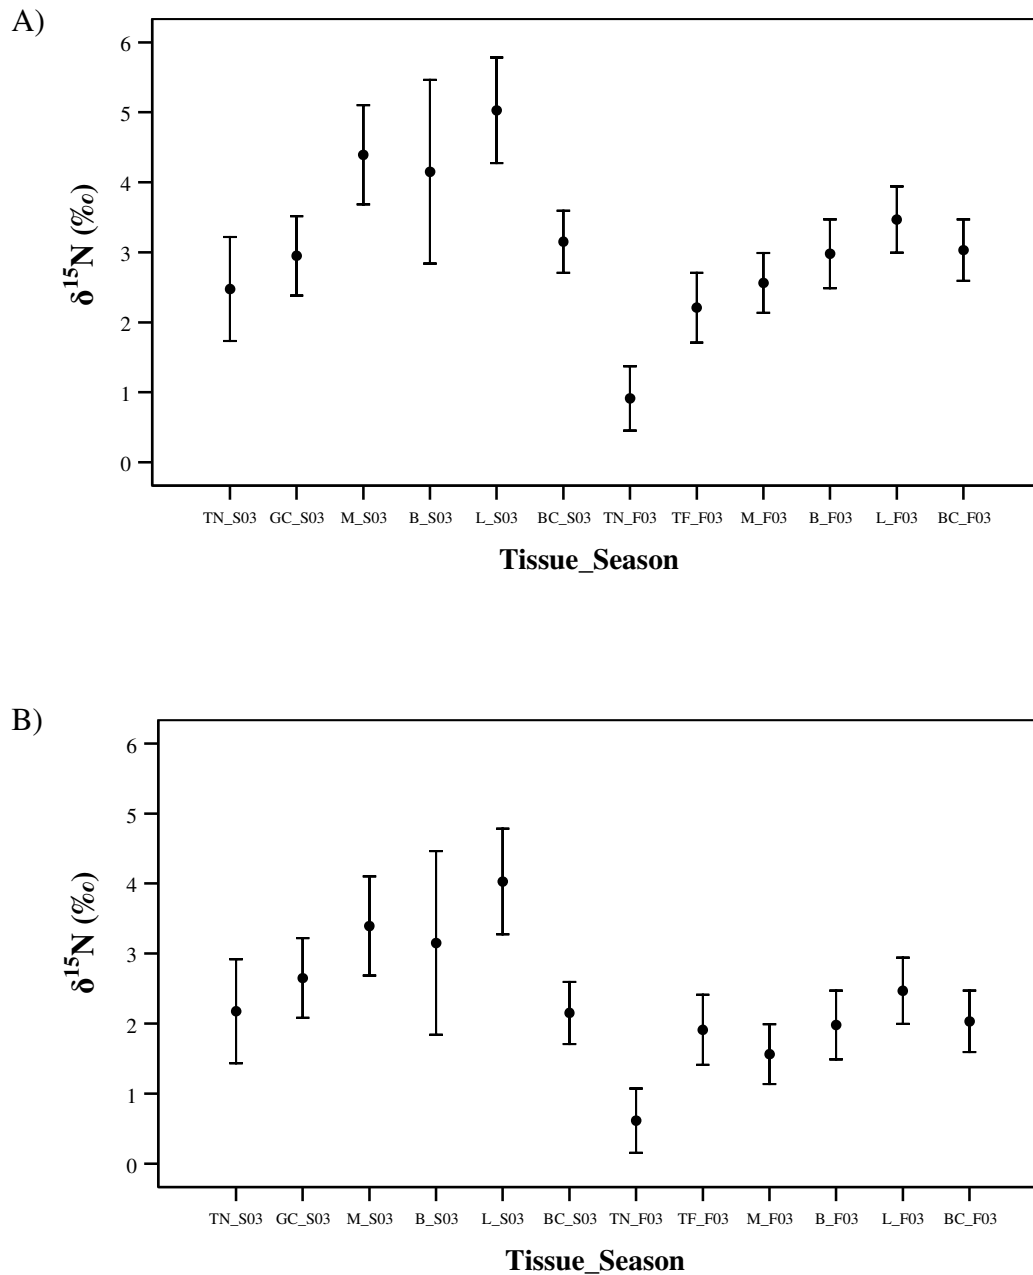 A)
6
5
4
3
2
1
0
δ¹⁵N (‰)
TN_S03 GC_S03 M_S03 B_S03 L_S03 BC_S03 TN_F03 TF_F03 M_F03 B_F03 L_F03 BC_F03
Tissue_Season
B)
6
5
4
3
2
1
0
δ¹⁵N (‰)
TN_S03 GC_S03 M_S03 B_S03 L_S03 BC_S03 TN_F03 TF_F03 M_F03 B_F03 L_F03 BC_F03
Tissue_Season